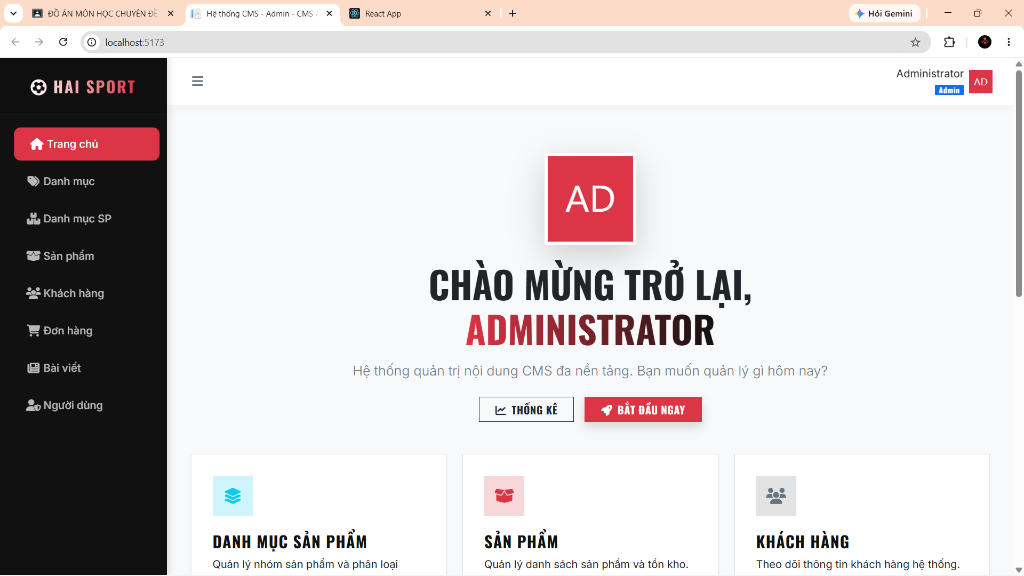 ĐỒ ÁN MÔN HỌC CHUYÊN ĐỀ
Hệ thống CMS - Admin - CMS -
React App
Hỏi Gemini
localhost:5173
HAI SPORT
Trang chủ
Danh mục
Danh mục SP
Sản phẩm
Khách hàng
Đơn hàng
Bài viết
Người dùng
Administrator
Admin
AD
AD
CHÀO MỪNG TRỞ LẠI,
ADMINISTRATOR
Hệ thống quản trị nội dung CMS đa nền tảng. Bạn muốn quản lý gì hôm nay?
THỐNG KÊ
BẮT ĐẦU NGAY
DANH MỤC SẢN PHẨM
Quản lý nhóm sản phẩm và phân loại
SẢN PHẨM
Quản lý danh sách sản phẩm và tồn kho.
KHÁCH HÀNG
Theo dõi thông tin khách hàng hệ thống.